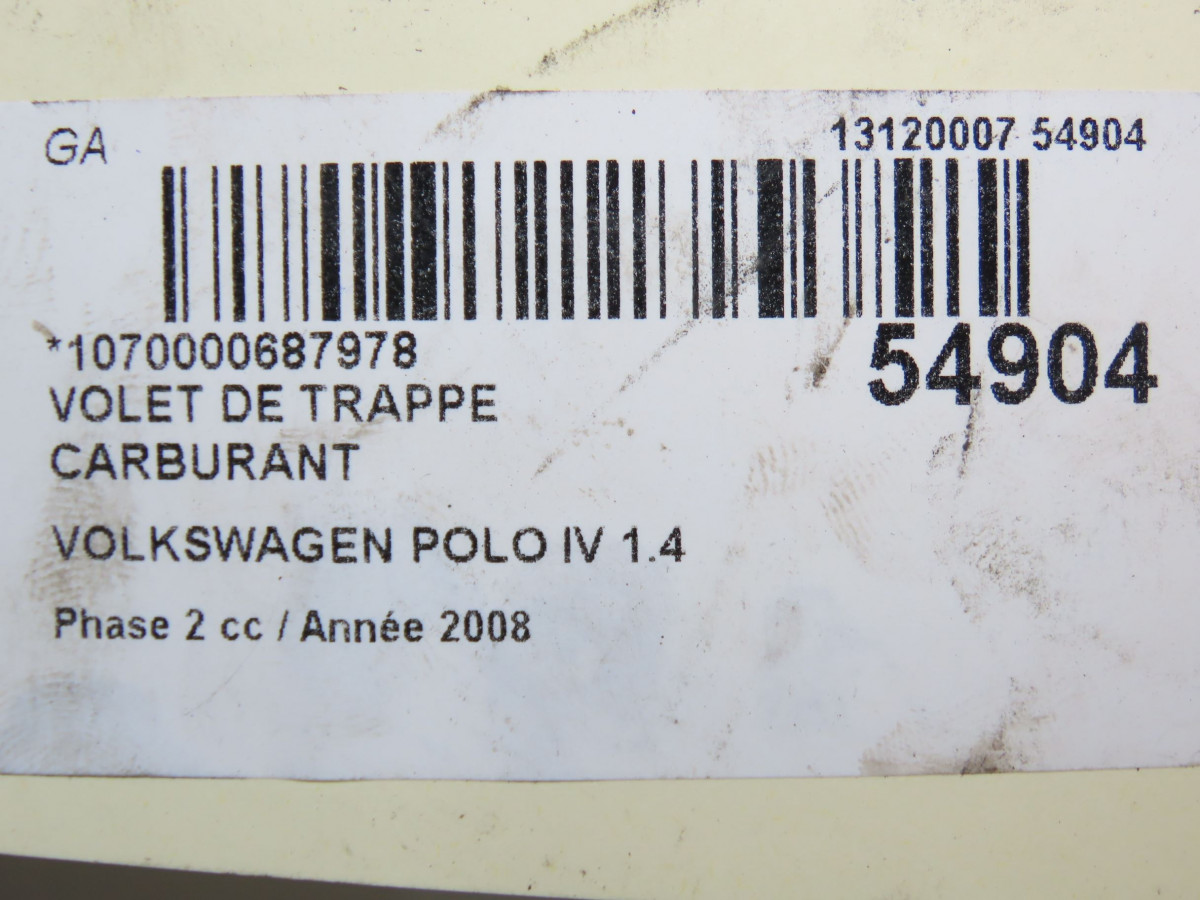 GA
13120007 54904
*1070000687978
54904
VOLET DE TRAPPE
CARBURANT
VOLKSWAGEN POLO IV 1.4
Phase 2 cc / Année 2008